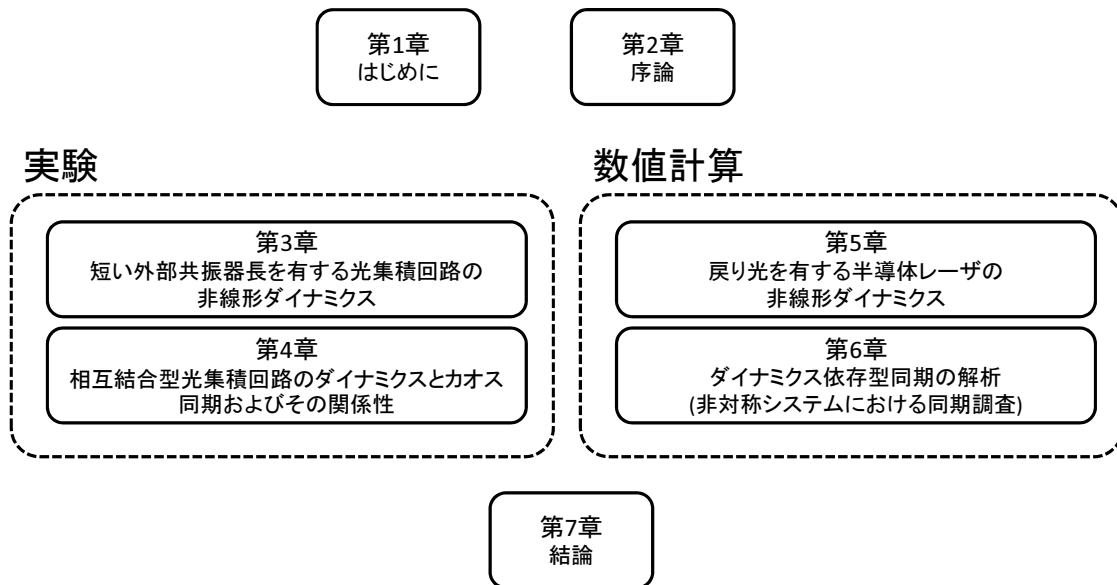 第1章
はじめに
第2章
序論
実験
第3章
短い外部共振器長を有する光集積回路の
非線形ダイナミクス
第4章
相互結合型光集積回路のダイナミクスとカオス
同期およびその関係性
数値計算
第5章
戻り光を有する半導体レーザの
非線形ダイナミクス
第6章
ダイナミクス依存型同期の解析
(非対称システムにおける同期調査)
第7章
結論